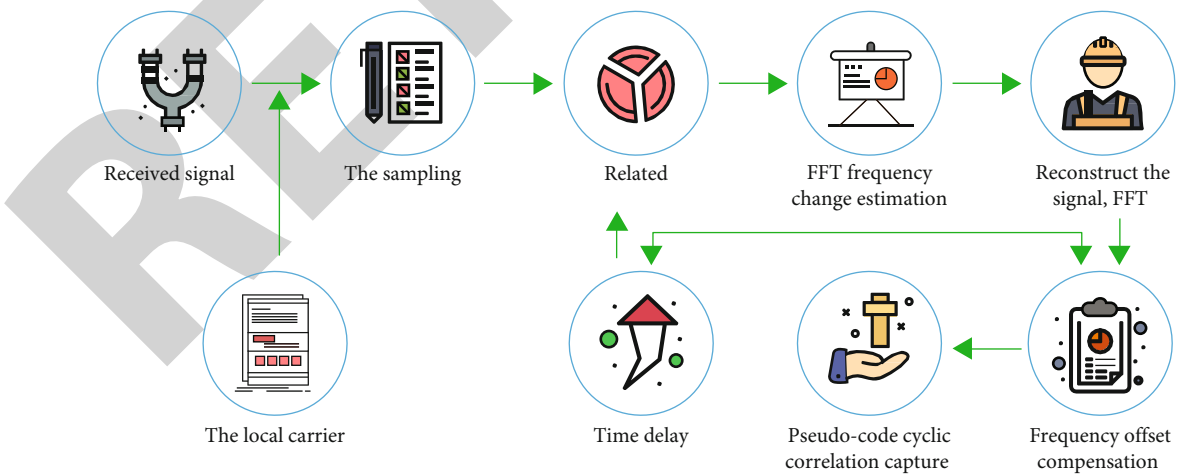 RET
Received signal
The sampling
Related
FFT frequency
change estimation
Reconstruct the
signal, FFT
The local carrier
Time delay
Pseudo-code cyclic
correlation capture
Frequency offset
compensation